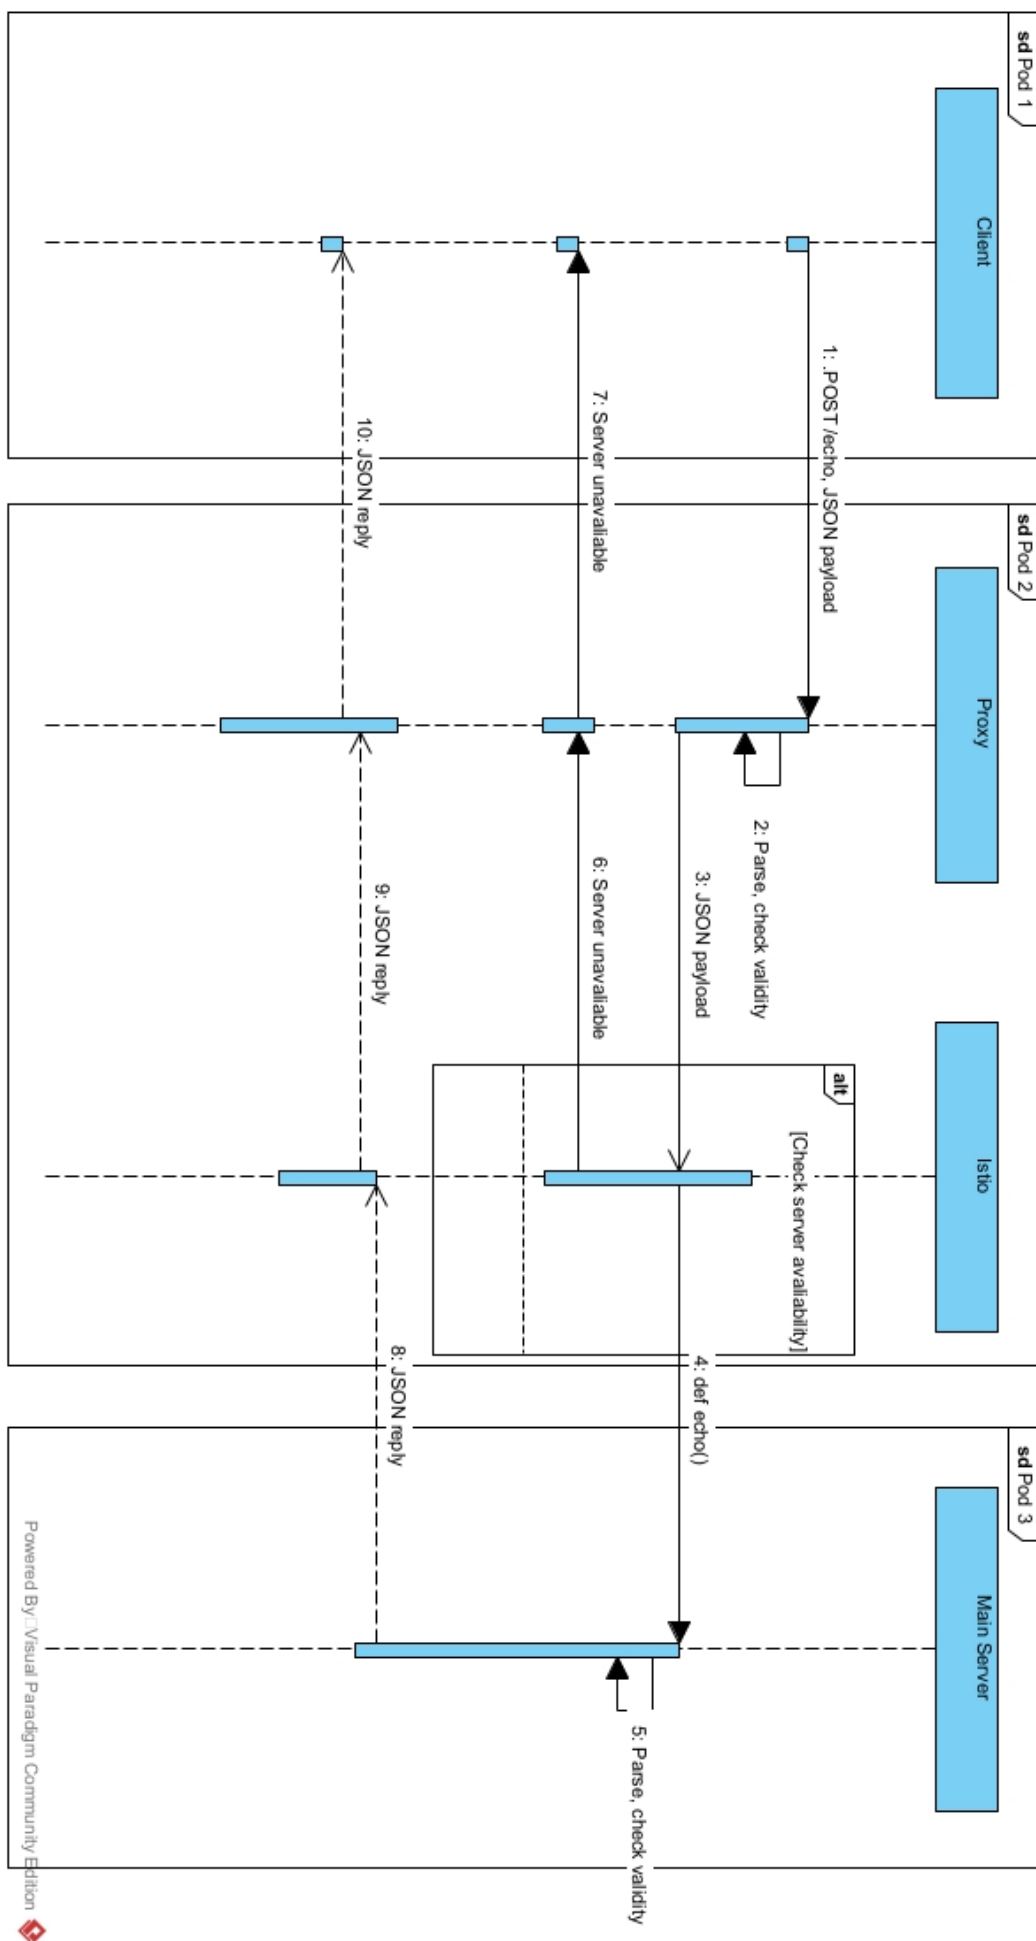 sd Pod 1
sd Pod 2
sd Pod 3
Client
Proxy
Istio
Main Server
1: .POST /echo, JSON payload
2: Parse, check validity
alt
[Check server avaliability]
3: JSON payload
4: def echo()
5: Parse, check validity
6: Server unavaliable
7: Server unavaliable
8: JSON reply
9: JSON reply
10: JSON reply
Powered By Visual Paradigm Community Edition